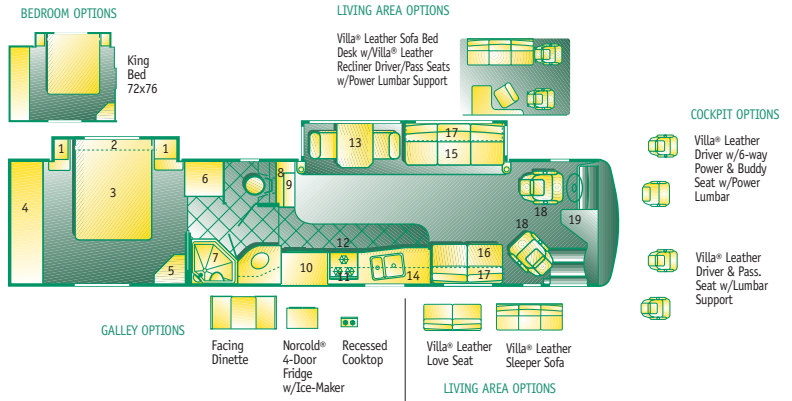 BEDROOM OPTIONS
King
Bed
72x76
LIVING AREA OPTIONS
Villa® Leather Sofa Bed
Desk w/Villa® Leather
Recliner Driver/Pass Seats
w/Power Lumbar Support
COCKPIT OPTIONS
Villa® Leather
Driver w/6-way
Power & Buddy
Seat w/Power
Lumbar
Villa® Leather
Driver & Pass.
Seat w/Lumbar
Support
1
2
1
3
4
5
6
7
8
9
10
11
12
13
14
15
17
16
17
18
18
19
GALLEY OPTIONS
Facing
Dinette
Norcold®
4-Door
Fridge
w/Ice-Maker
Recessed
Cooktop
Villa® Leather
Love Seat
Villa® Leather
Sleeper Sofa
LIVING AREA OPTIONS